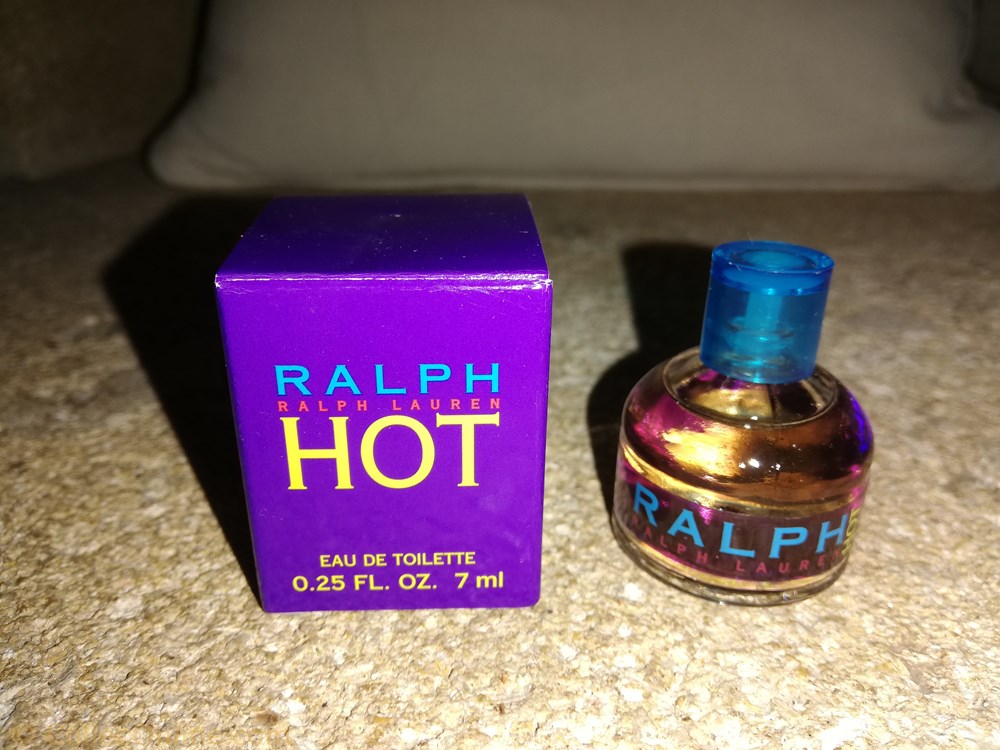 RALPH
RALPH LAUREN
HOT
EAU DE TOILETTE
0.25 FL. OZ. 7 ml
RALPH
RALPH LAUREN